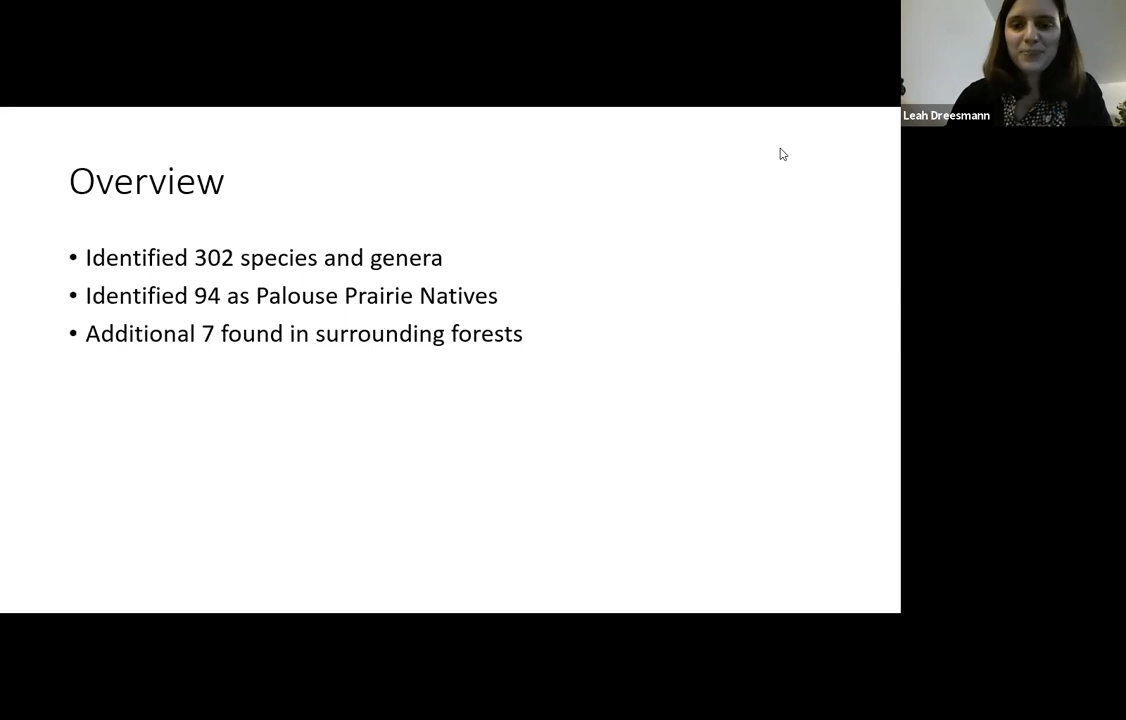 Leah Dreesmann
Overview
• Identified 302 species and genera
• Identified 94 as Palouse Prairie Natives
• Additional 7 found in surrounding forests